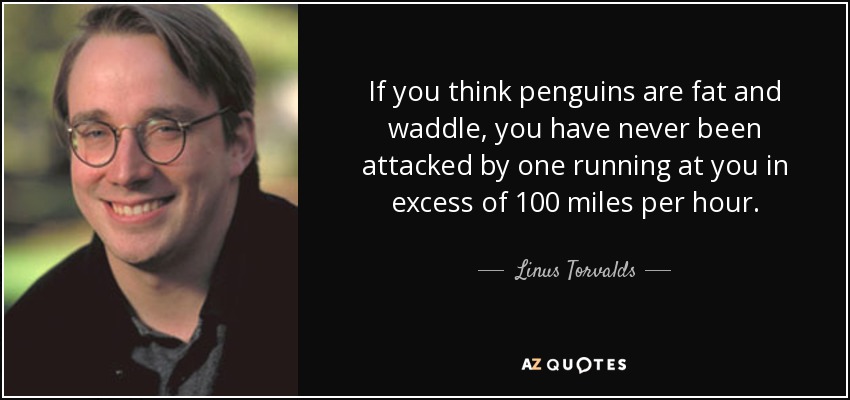 If you think penguins are fat and
waddle, you have never been
attacked by one running at you in
excess of 100 miles per hour.
Linus Torvalds
AZ QUOTES